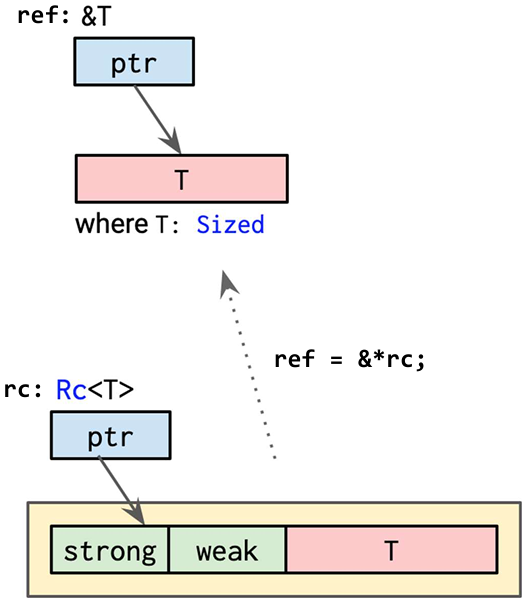 ref: &T
ptr
T
where T: Sized
ref = &*rc;
rc: Rc<T>
ptr
strong weak T